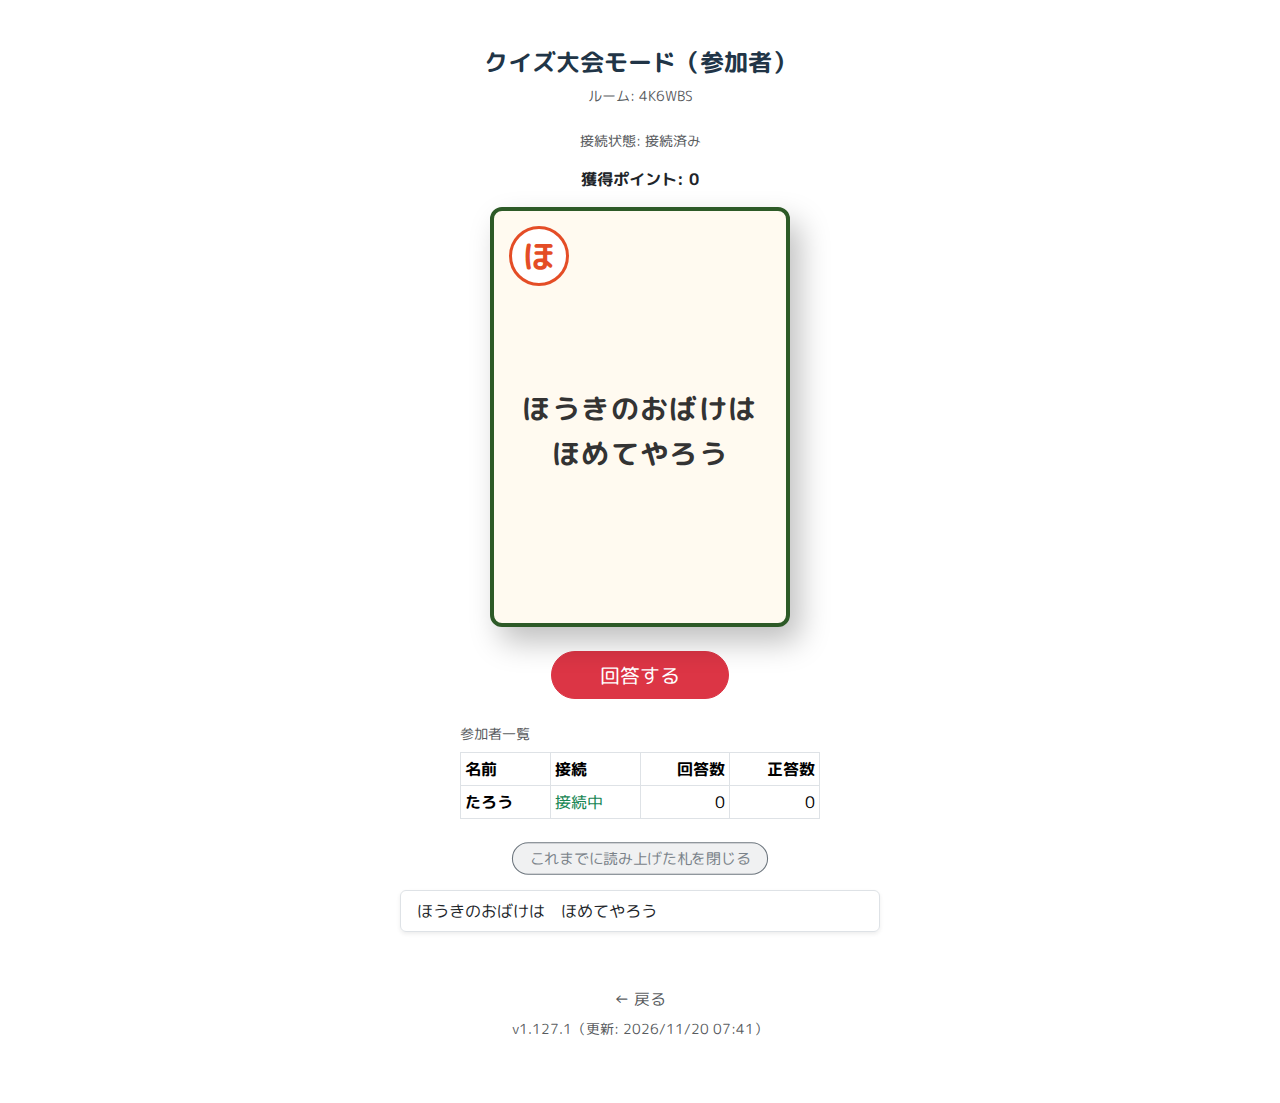 クイズ大会モード（参加者）
ルーム: 4K6WBS
接続状態: 接続済み
獲得ポイント: 0
ほ
ほうきのおばけは
ほめてやろう
回答する
参加者一覧
名前 接続 回答数 正答数
たろう 接続中 0 0
これまでに読み上げた札を閉じる
ほうきのおばけは　ほめてやろう
← 戻る
v1.127.1（更新: 2026/11/20 07:41）